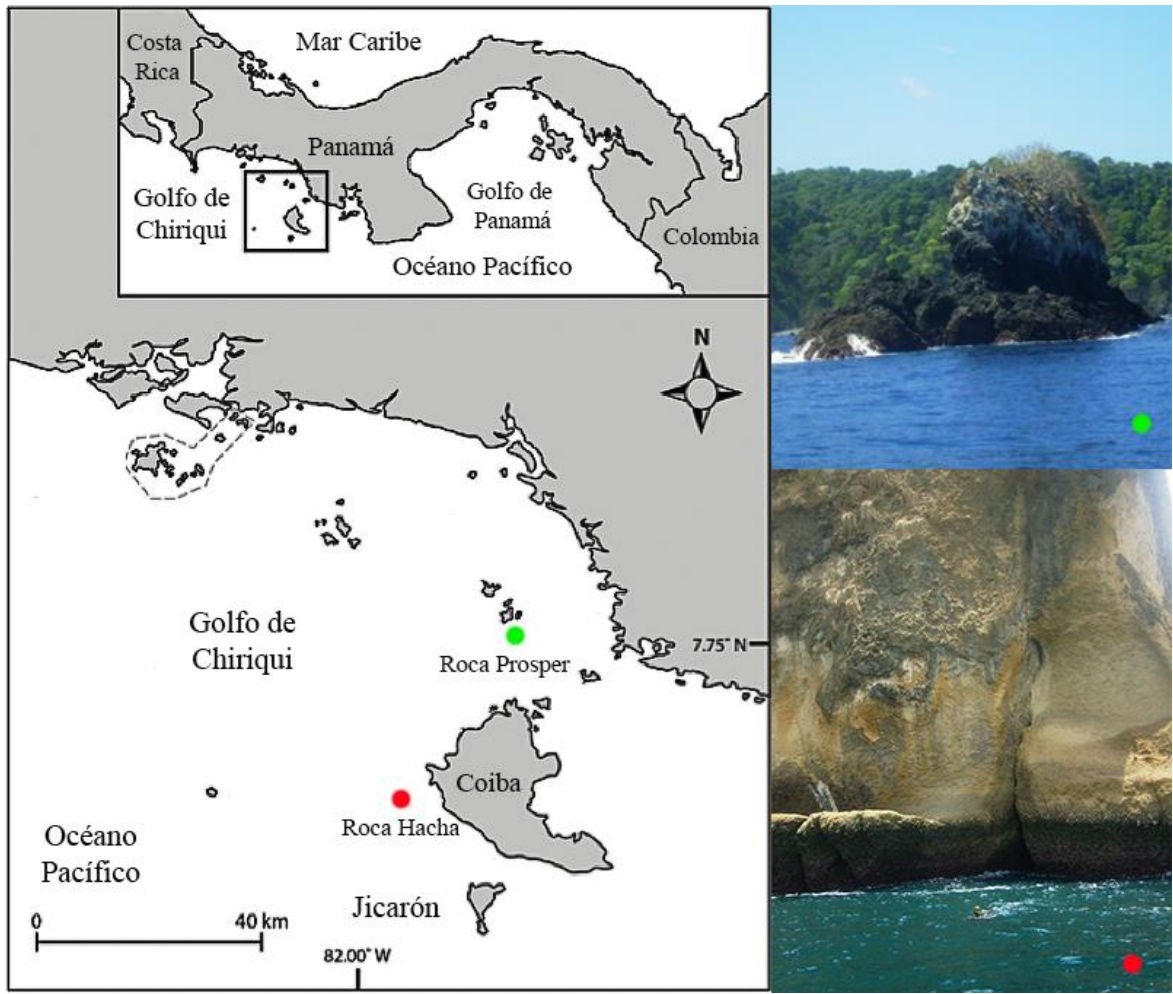 Mar Caribe
Costa
Rica
Panamá
Golfo de
Chiriqui
Golfo de
Panamá
Colombia
Océano Pacífico
N
Golfo de
Chiriqui
Roca Prosper
7.75° N
Coiba
Roca Hacha
Océano
Pacífico
Jicarón
0 40 km
82.00° W